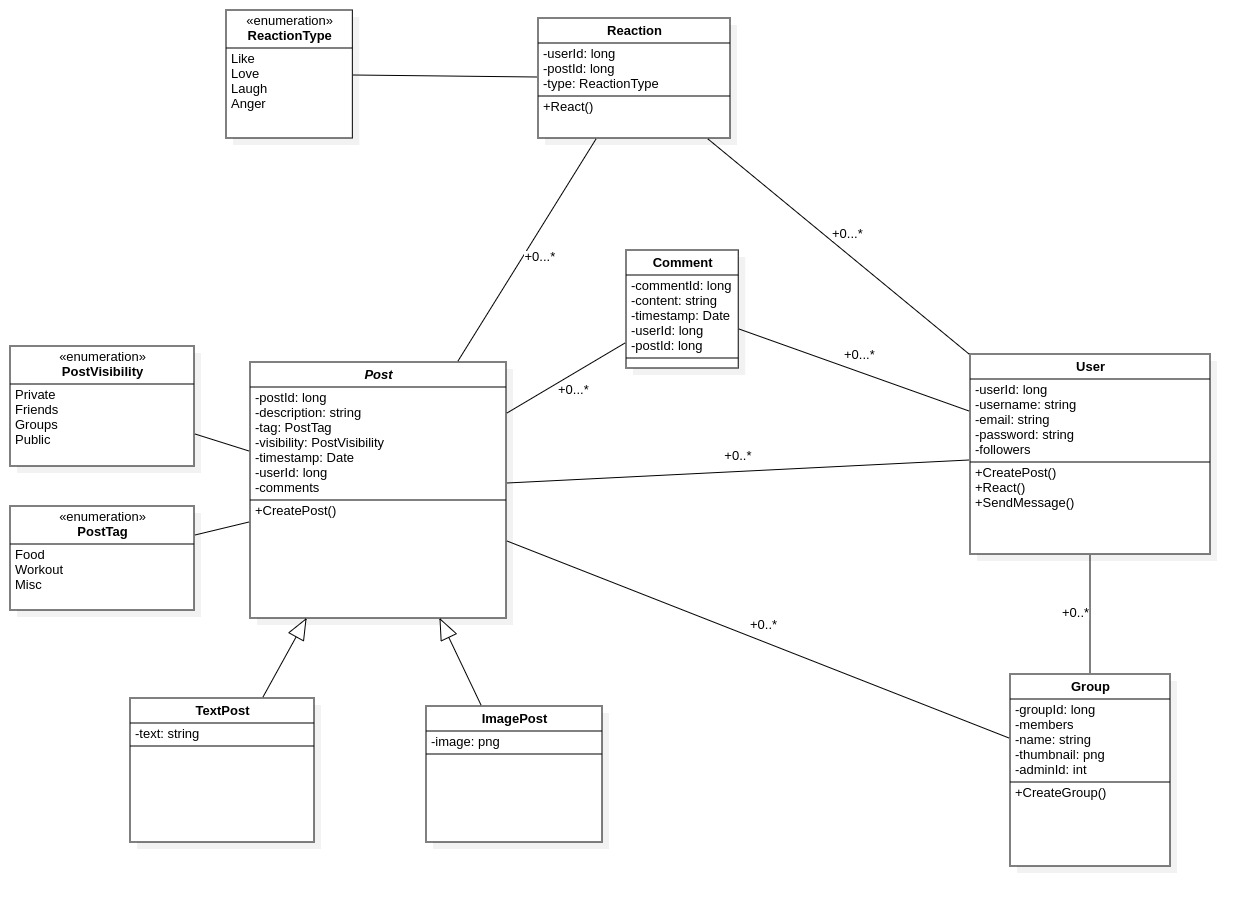 «enumeration»
ReactionType
Like
Love
Laugh
Anger
Reaction
-userId: long
-postId: long
-type: ReactionType
+React()
+0...*
+0...*
Comment
-commentId: long
-content: string
-timestamp: Date
-userId: long
-postId: long
+0...*
+0...*
«enumeration»
PostVisibility
Private
Friends
Groups
Public
Post
-postId: long
-description: string
-tag: PostTag
-visibility: PostVisibility
-timestamp: Date
-userId: long
-comments
+CreatePost()
User
-userId: long
-username: string
-email: string
-password: string
-followers
+CreatePost()
+React()
+SendMessage()
+0..*
«enumeration»
PostTag
Food
Workout
Misc
+0..*
+0..*
TextPost
-text: string
ImagePost
-image: png
Group
-groupId: long
-members
-name: string
-thumbnail: png
-adminId: int
+CreateGroup()